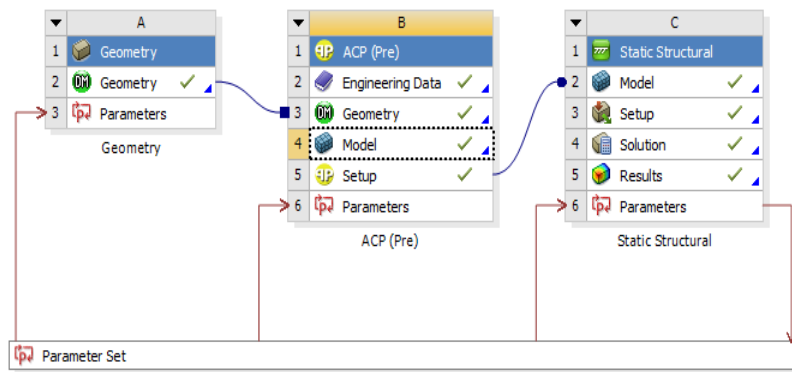 A
1 Geometry
2 DM Geometry
3 Parameters
Geometry
B
1 ACP (Pre)
2 Engineering Data
3 DM Geometry
4 Model
5 Setup
6 Parameters
ACP (Pre)
C
1 Static Structural
2 Model
3 Setup
4 Solution
5 Results
6 Parameters
Static Structural
Parameter Set